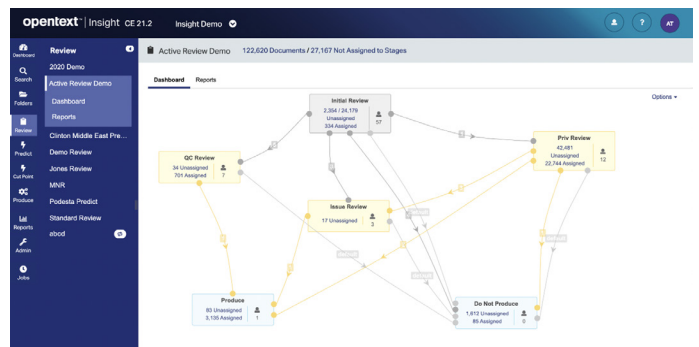 opentext™ | Insight CE 21.2
Insight Demo
?
AT
Dashboard
Search
Folders
Review
Predict
Cut Point
Produce
Reports
Admin
Jobs
Review
2020 Demo
Active Review Demo
Dashboard
Reports
Clinton Middle East Pre...
Demo Review
Jones Review
MNR
Podesta Predict
Standard Review
abcd
Active Review Demo 122,620 Documents / 27,167 Not Assigned to Stages
Dashboard Reports
Options
Initial Review
2,354 / 24,179
Unassigned
334 Assigned
57
Priv Review
42,481
Unassigned
22,744 Assigned
12
QC Review
34 Unassigned
701 Assigned
7
Issue Review
17 Unassigned
3
Produce
80 Unassigned
3,135 Assigned
1
Do Not Produce
1,612 Unassigned
86 Assigned
0